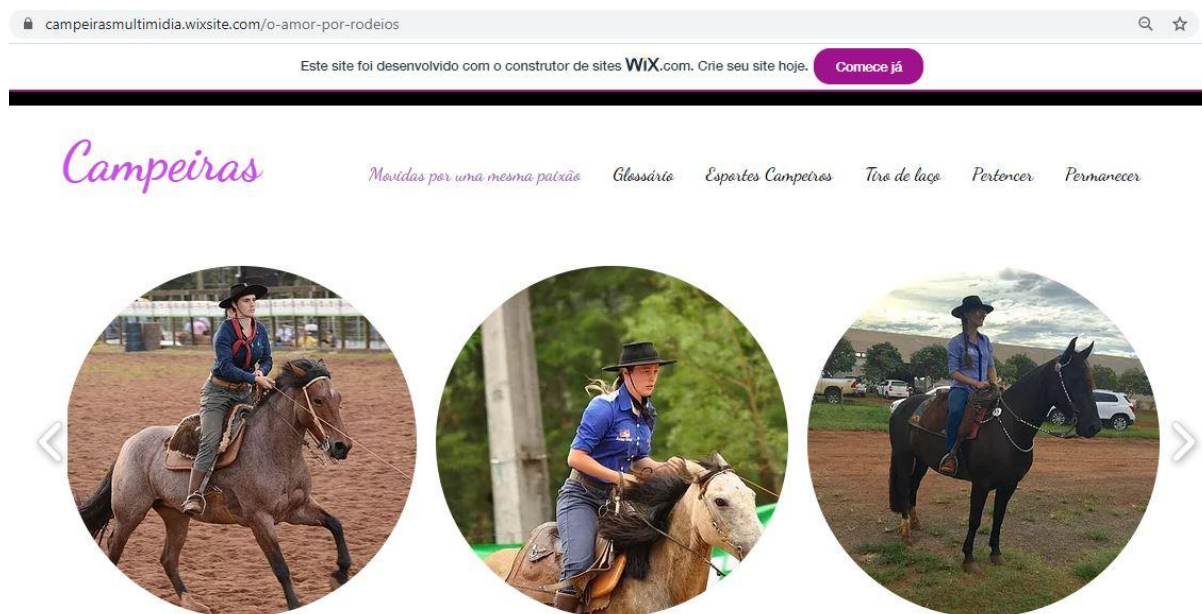 campeirasmultimidia.wixsite.com/o-amor-por-rodeios
Este site foi desenvolvido com o construtor de sites WiX.com. Crie seu site hoje. Comece já
Campeiras
Movidas por uma mesma paixão Glossário Esportes Campeiros Tiro de laço Pertencer Permanecer